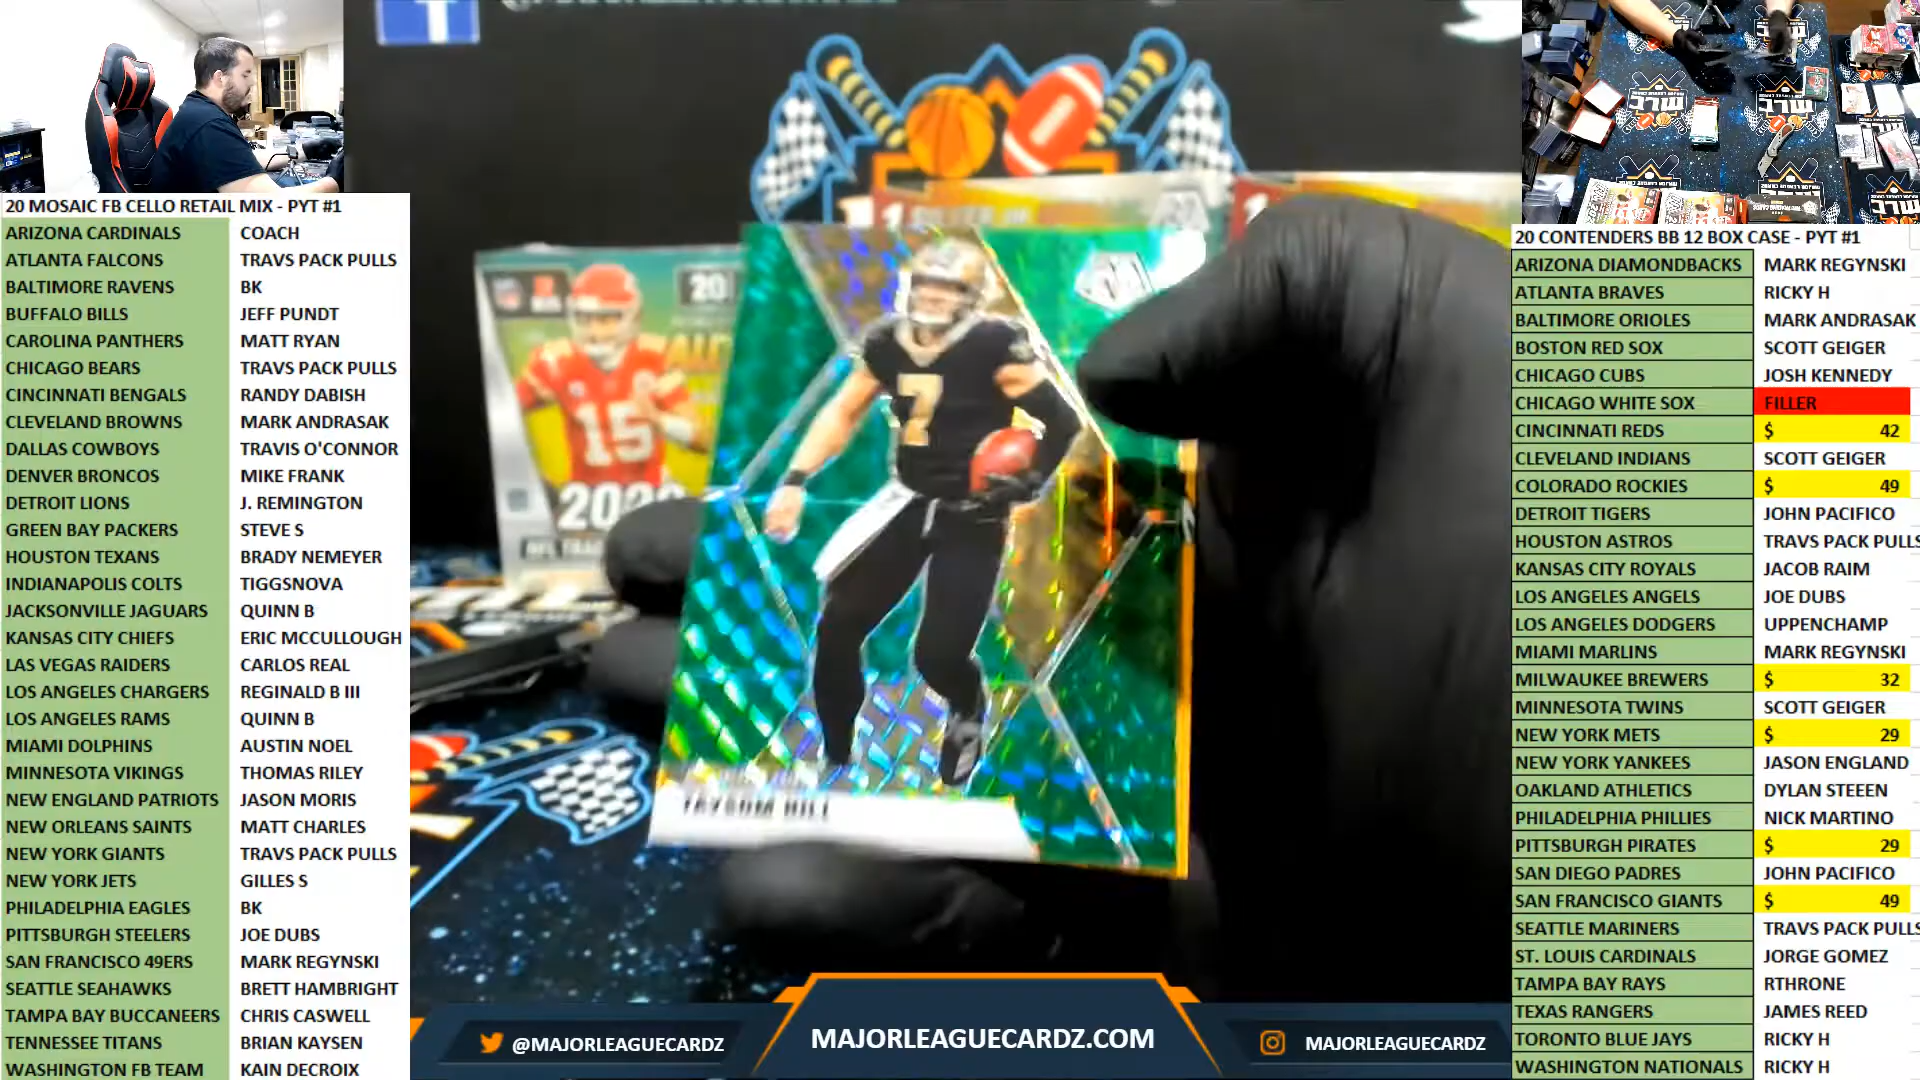 20 MOSAIC FB CELLO RETAIL MIX - PYT #1
ARIZONA CARDINALS COACH
ATLANTA FALCONS TRAVS PACK PULLS
BALTIMORE RAVENS BK
BUFFALO BILLS JEFF PUNDT
CAROLINA PANTHERS MATT RYAN
CHICAGO BEARS TRAVS PACK PULLS
CINCINNATI BENGALS RANDY DABISH
CLEVELAND BROWNS MARK ANDRASAK
DALLAS COWBOYS TRAVIS O'CONNOR
DENVER BRONCOS MIKE FRANK
DETROIT LIONS J. REMINGTON
GREEN BAY PACKERS STEVE S
HOUSTON TEXANS BRADY NEMEYER
INDIANAPOLIS COLTS TIGGSNOVA
JACKSONVILLE JAGUARS QUINN B
KANSAS CITY CHIEFS ERIC MCCULLOUGH
LAS VEGAS RAIDERS CARLOS REAL
LOS ANGELES CHARGERS REGINALD B III
LOS ANGELES RAMS QUINN B
MIAMI DOLPHINS AUSTIN NOEL
MINNESOTA VIKINGS THOMAS RILEY
NEW ENGLAND PATRIOTS JASON MORIS
NEW ORLEANS SAINTS MATT CHARLES
NEW YORK GIANTS TRAVS PACK PULLS
NEW YORK JETS GILLES S
PHILADELPHIA EAGLES BK
PITTSBURGH STEELERS JOE DUBS
SAN FRANCISCO 49ERS MARK REGYNSKI
SEATTLE SEAHAWKS BRETT HAMBRIGHT
TAMPA BAY BUCCANEERS CHRIS CASWELL
TENNESSEE TITANS BRIAN KAYSEN
WASHINGTON FB TEAM KAIN DECROIX
20
15
202
7
TAYSOM HILL
@MAJORLEAGUECARDZ
MAJORLEAGUECARDZ.COM
MAJORLEAGUECARDZ
20 CONTENDERS BB 12 BOX CASE - PYT #1
ARIZONA DIAMONDBACKS MARK REGYNSKI
ATLANTA BRAVES RICKY H
BALTIMORE ORIOLES MARK ANDRASAK
BOSTON RED SOX SCOTT GEIGER
CHICAGO CUBS JOSH KENNEDY
CHICAGO WHITE SOX FILLER
CINCINNATI REDS $ 42
CLEVELAND INDIANS SCOTT GEIGER
COLORADO ROCKIES $ 49
DETROIT TIGERS JOHN PACIFICO
HOUSTON ASTROS TRAVS PACK PULLS
KANSAS CITY ROYALS JACOB RAIM
LOS ANGELES ANGELS JOE DUBS
LOS ANGELES DODGERS UPPENCHAMP
MIAMI MARLINS MARK REGYNSKI
MILWAUKEE BREWERS $ 32
MINNESOTA TWINS SCOTT GEIGER
NEW YORK METS $ 29
NEW YORK YANKEES JASON ENGLAND
OAKLAND ATHLETICS DYLAN STEEEN
PHILADELPHIA PHILLIES NICK MARTINO
PITTSBURGH PIRATES $ 29
SAN DIEGO PADRES JOHN PACIFICO
SAN FRANCISCO GIANTS $ 49
SEATTLE MARINERS TRAVS PACK PULLS
ST. LOUIS CARDINALS JORGE GOMEZ
TAMPA BAY RAYS RTHRONE
TEXAS RANGERS JAMES REED
TORONTO BLUE JAYS RICKY H
WASHINGTON NATIONALS RICKY H